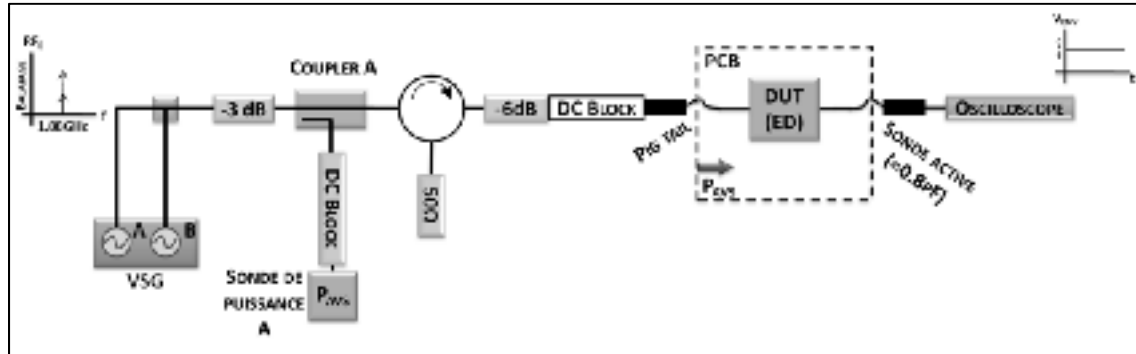 RF
1.00GHz
f
A
B
VSG
-3 dB
COUPLER A
DC BLOCK
SONDE DE
PUISSANCE
A
50Ω
-6dB
DC BLOCK
PIG TAIL
PCB
P
DUT
(ED)
SONDE ACTIVE
(≈0.8pF)
OSCILLOSCOPE
V
t